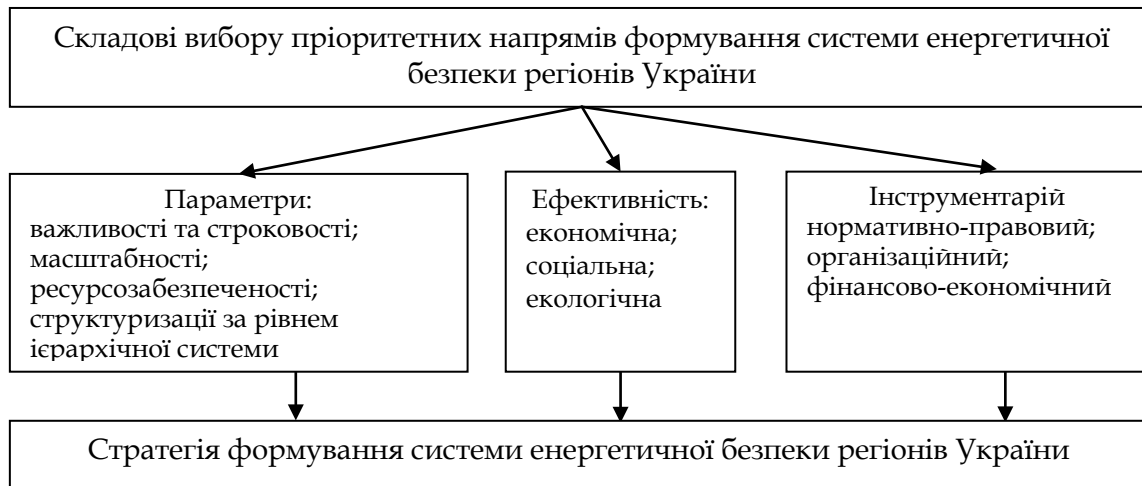 Складові вибору пріоритетних напрямів формування системи енергетичної
безпеки регіонів України
Параметри:
важливості та строковості;
масштабності;
ресурсозабезпеченості;
структуризації за рівнем
ієрархічної системи
Ефективність:
економічна;
соціальна;
екологічна
Інструментарій
нормативно-правовий;
організаційний;
фінансово-економічний
Стратегія формування системи енергетичної безпеки регіонів України